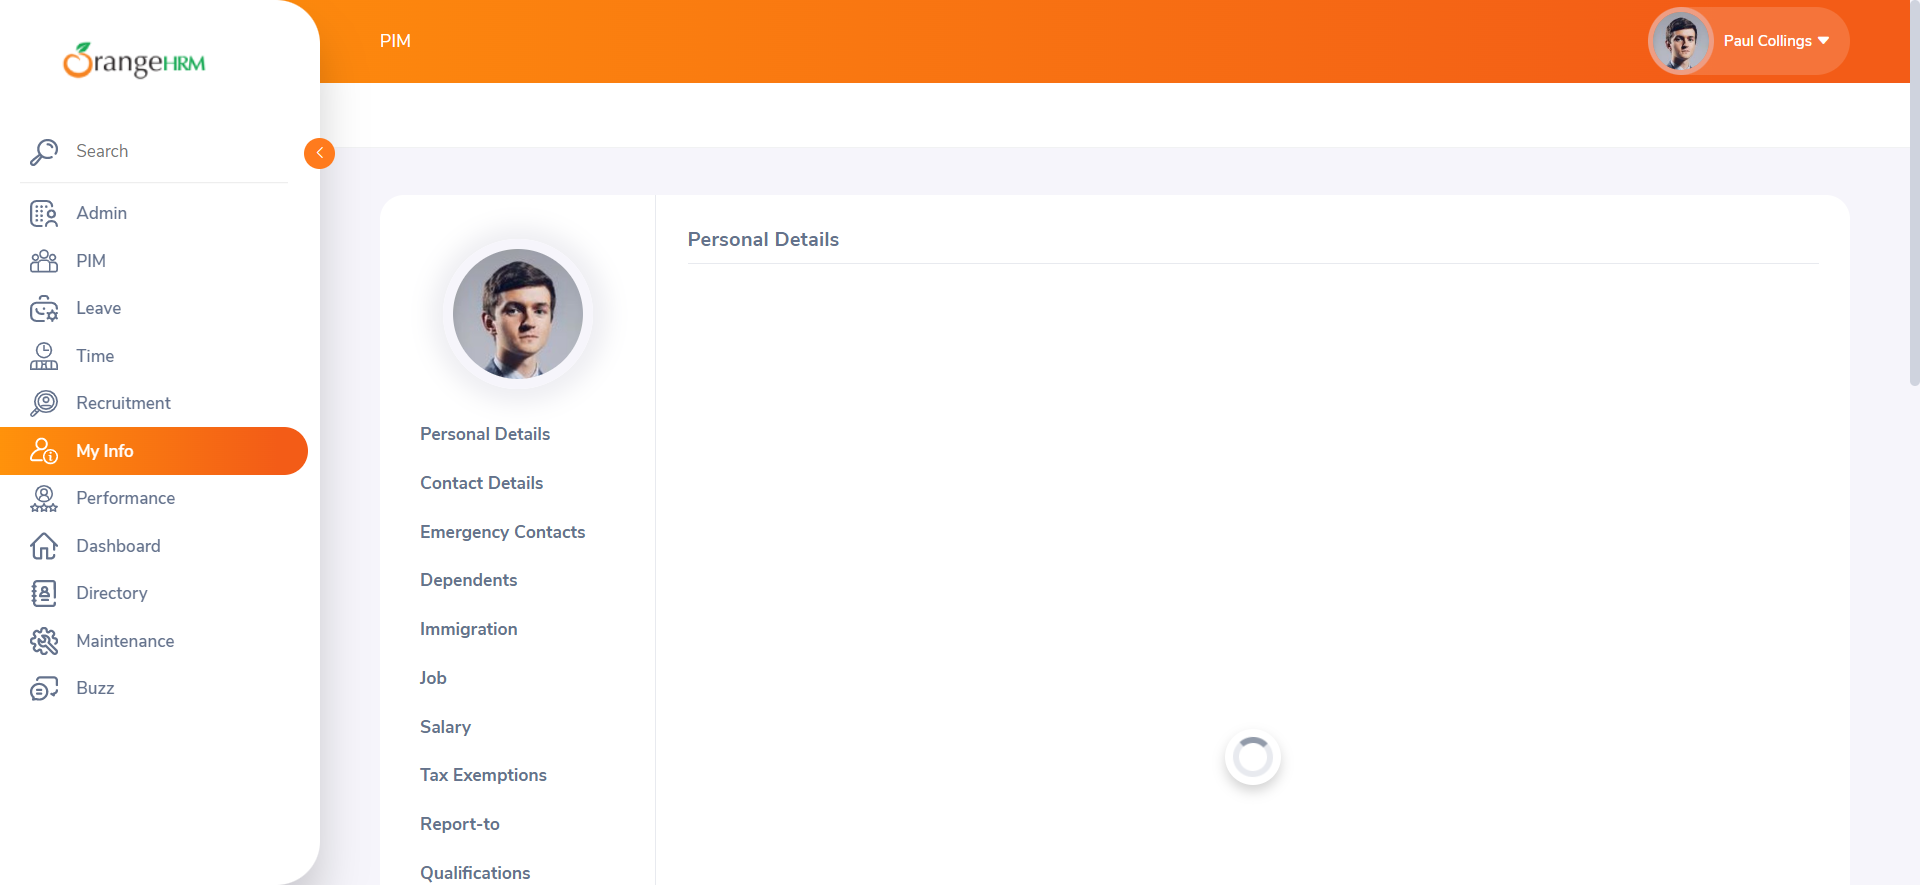 OrangeHRM
PIM
Paul Collings
Search
Admin
PIM
Leave
Time
Recruitment
My Info
Performance
Dashboard
Directory
Maintenance
Buzz
Personal Details
Contact Details
Emergency Contacts
Dependents
Immigration
Job
Salary
Tax Exemptions
Report-to
Qualifications
Personal Details